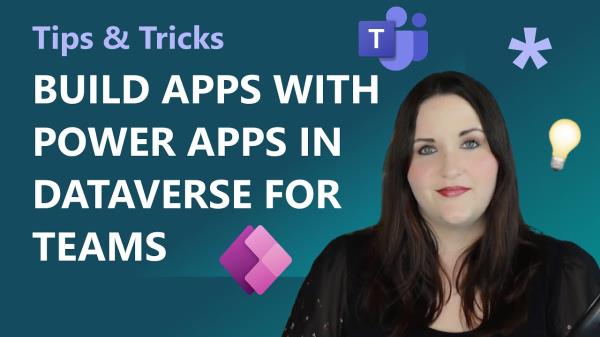 Tips & Tricks
T
BUILD APPS WITH
POWER APPS IN
DATAVERSE FOR
TEAMS